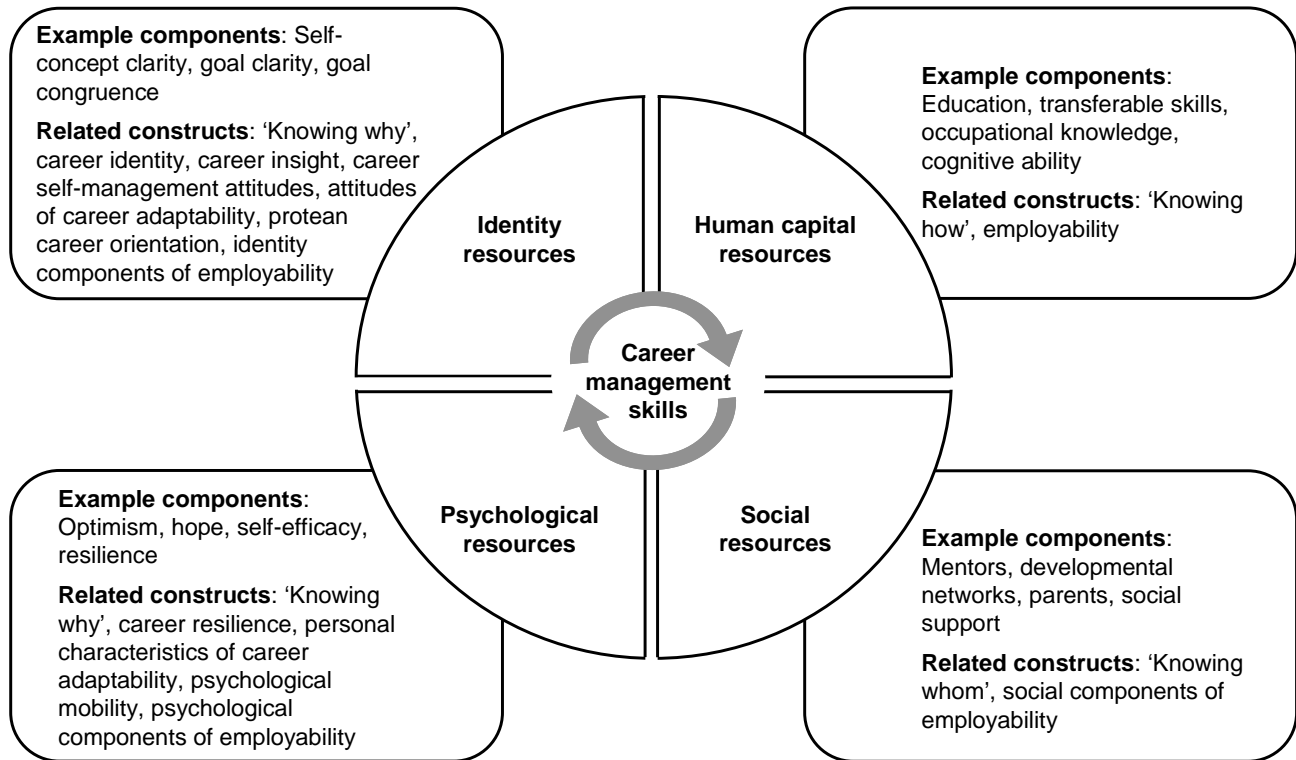 Example components: Self-
concept clarity, goal clarity, goal
congruence
Related constructs: ‘Knowing why’,
career identity, career insight, career
self-management attitudes, attitudes
of career adaptability, protean
career orientation, identity
components of employability
Example components:
Education, transferable skills,
occupational knowledge,
cognitive ability
Related constructs: ‘Knowing
how’, employability
Identity
resources
Human capital
resources
Career
management
skills
Psychological
resources
Social
resources
Example components:
Optimism, hope, self-efficacy,
resilience
Related constructs: ‘Knowing
why’, career resilience, personal
characteristics of career
adaptability, psychological
mobility, psychological
components of employability
Example components:
Mentors, developmental
networks, parents, social
support
Related constructs: ‘Knowing
whom’, social components of
employability